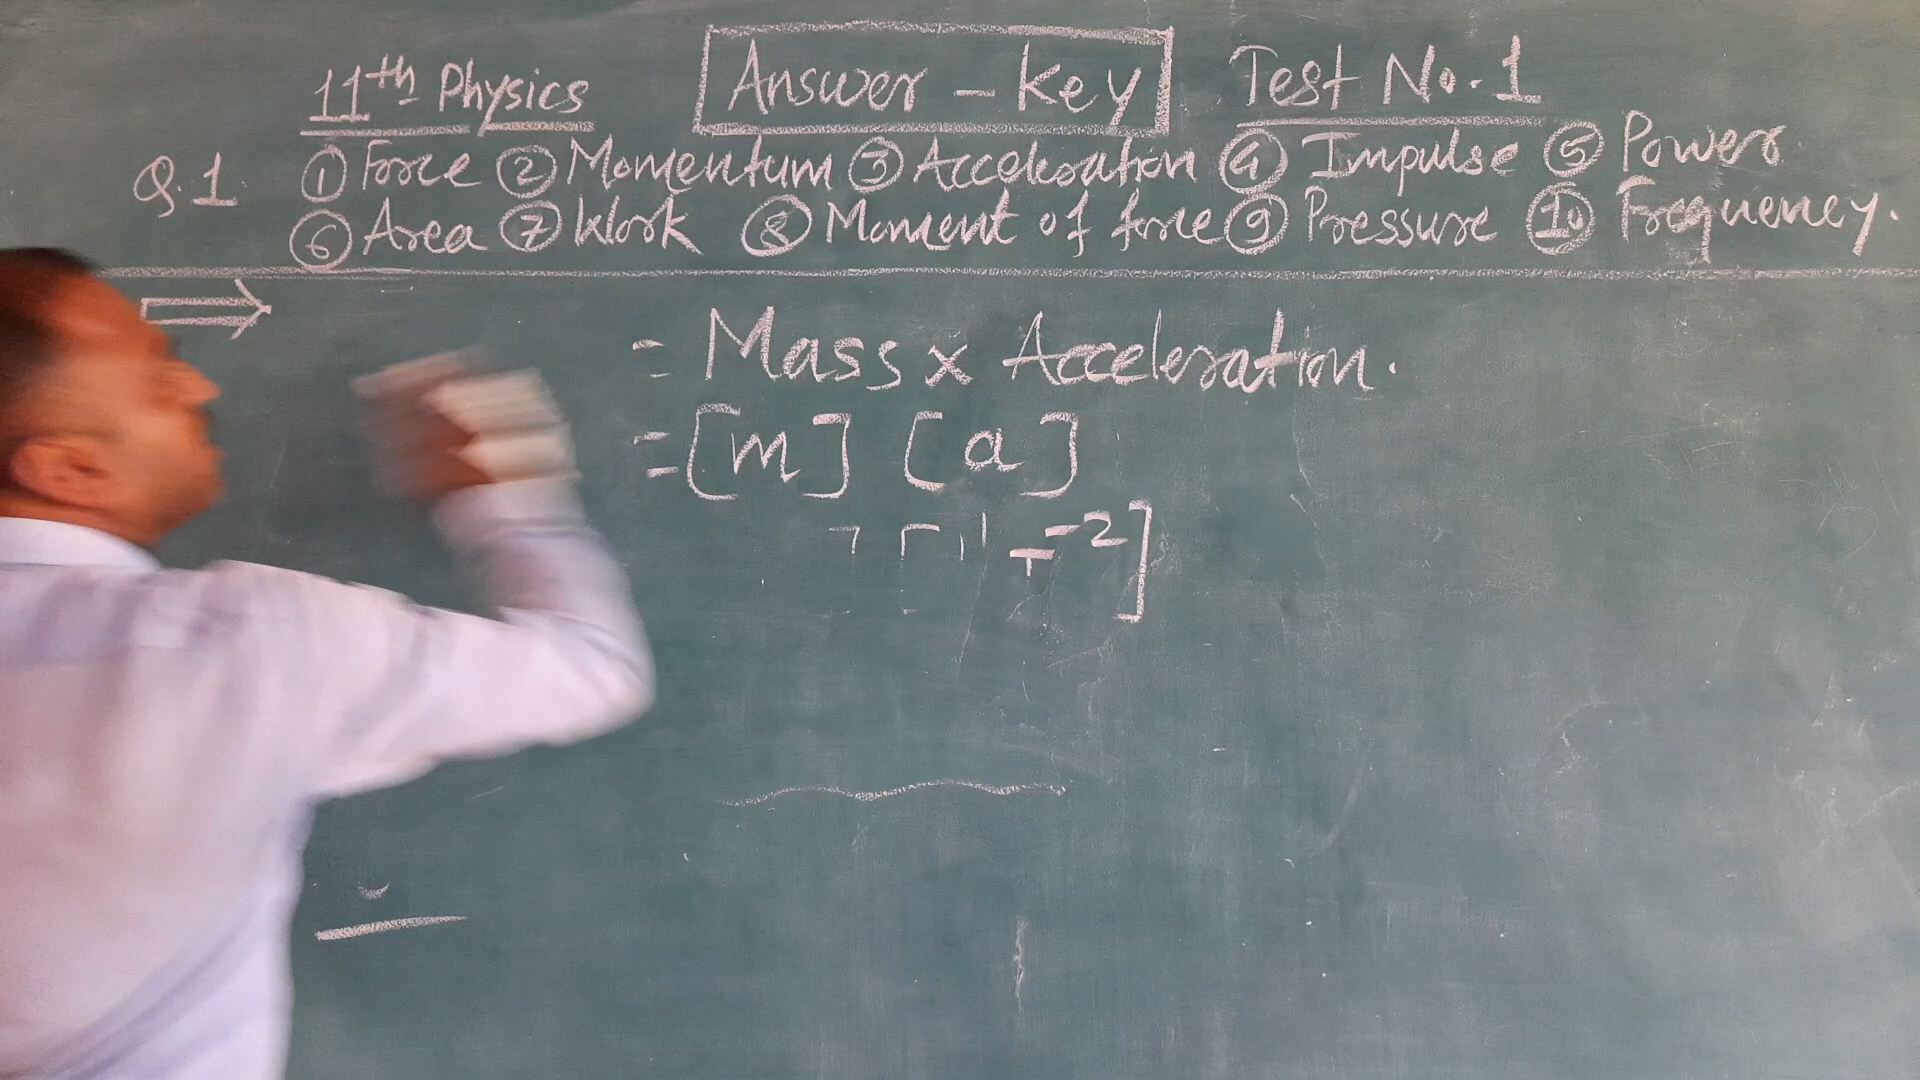 11th Physics Answer - Key Test No. 1
Q.1 ① Force ② Momentum ③ Acceleration ④ Impulse ⑤ Power
⑥ Area ⑦ Work ⑧ Moment of force ⑨ Pressure ⑩ Frequency.
⇒ = Mass x Acceleration.
= [m] [a]
-2]